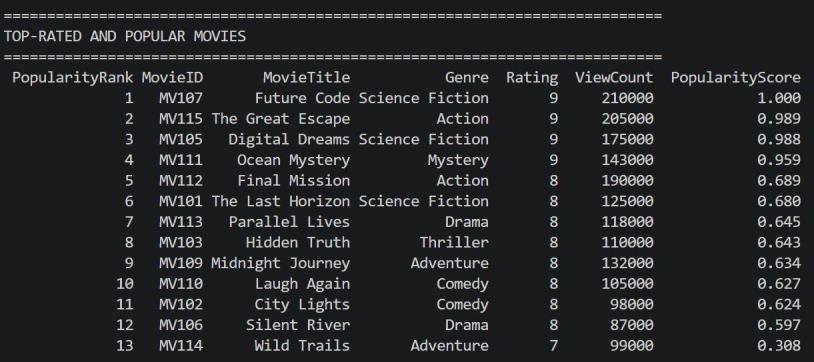 ============================================================================
TOP-RATED AND POPULAR MOVIES
============================================================================
PopularityRank MovieID MovieTitle Genre Rating ViewCount PopularityScore
1 MV107 Future Code Science Fiction 9 210000 1.000
2 MV115 The Great Escape Action 9 205000 0.989
3 MV105 Digital Dreams Science Fiction 9 175000 0.988
4 MV111 Ocean Mystery Mystery 9 143000 0.959
5 MV112 Final Mission Action 8 190000 0.689
6 MV101 The Last Horizon Science Fiction 8 125000 0.680
7 MV113 Parallel Lives Drama 8 118000 0.645
8 MV103 Hidden Truth Thriller 8 110000 0.643
9 MV109 Midnight Journey Adventure 8 132000 0.634
10 MV110 Laugh Again Comedy 8 105000 0.627
11 MV102 City Lights Comedy 8 98000 0.624
12 MV106 Silent River Drama 8 87000 0.597
13 MV114 Wild Trails Adventure 7 99000 0.308